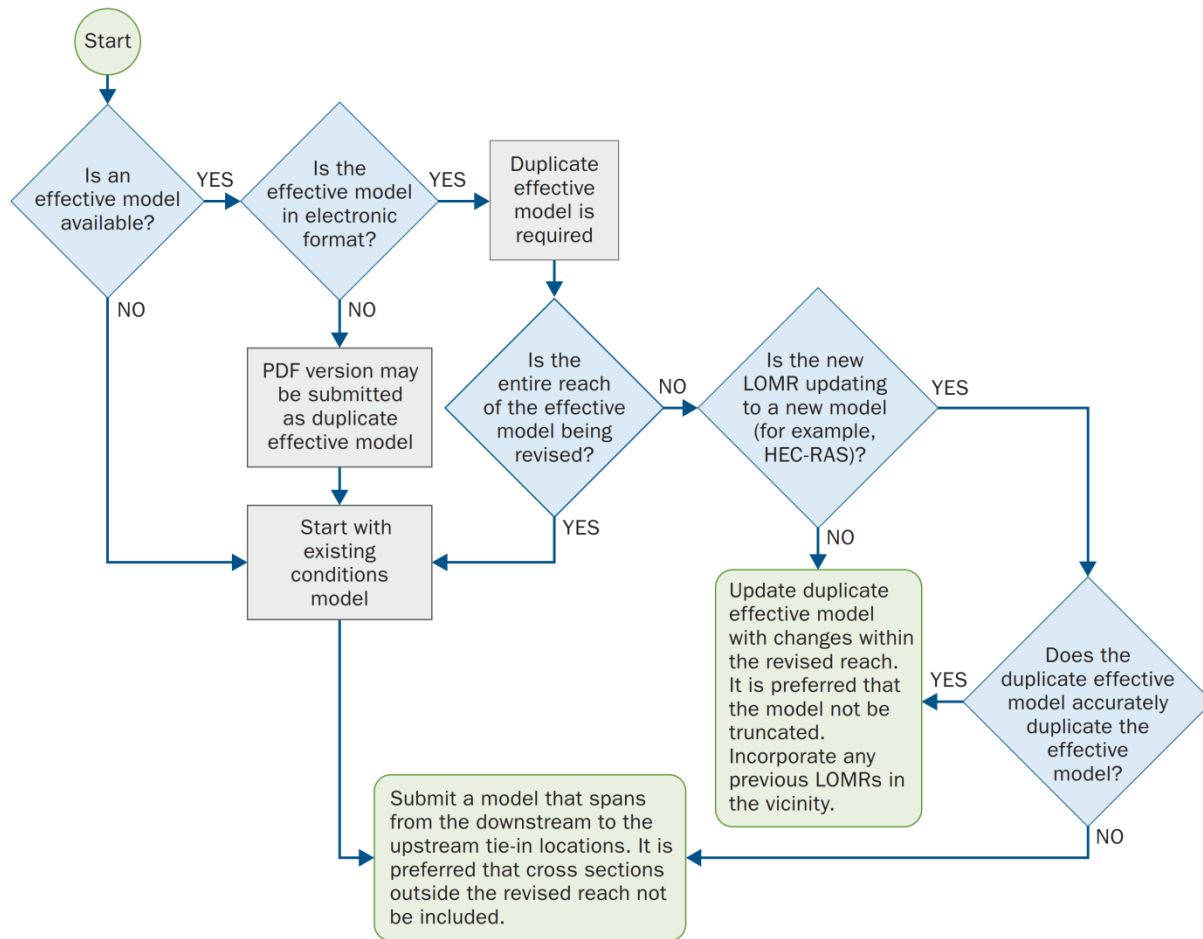 Start
Is an
effective model
available?
YES
NO
Is the
effective model
in electronic
format?
YES
NO
Duplicate
effective
model is
required
PDF version may
be submitted
as duplicate
effective model
Is the
entire reach
of the effective
model being
revised?
NO
YES
Is the new
LOMR updating
to a new model
(for example,
HEC-RAS)?
YES
NO
Start with
existing
conditions
model
Update duplicate
effective model
with changes within
the revised reach.
It is preferred that
the model not be
truncated.
Incorporate any
previous LOMRs in
the vicinity.
Does the
duplicate effective
model accurately
duplicate the
effective
model?
YES
NO
Submit a model that spans
from the downstream to the
upstream tie-in locations. It is
preferred that cross sections
outside the revised reach not
be included.